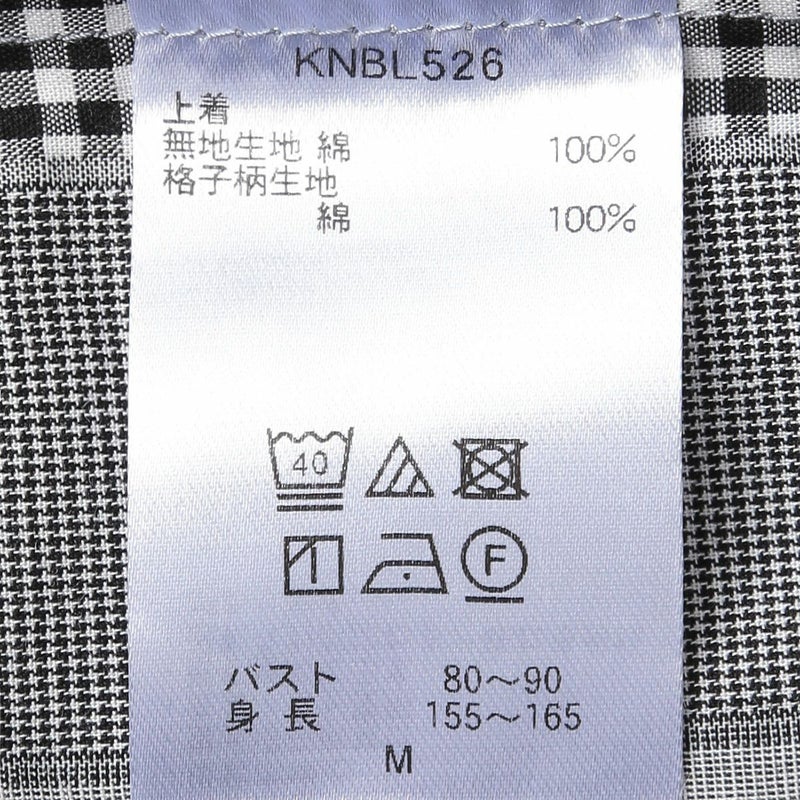 KNBL526
上着
無地生地 綿 100%
格子柄生地
綿 100%
40
F
バスト 80〜90
身 長 155〜165
M